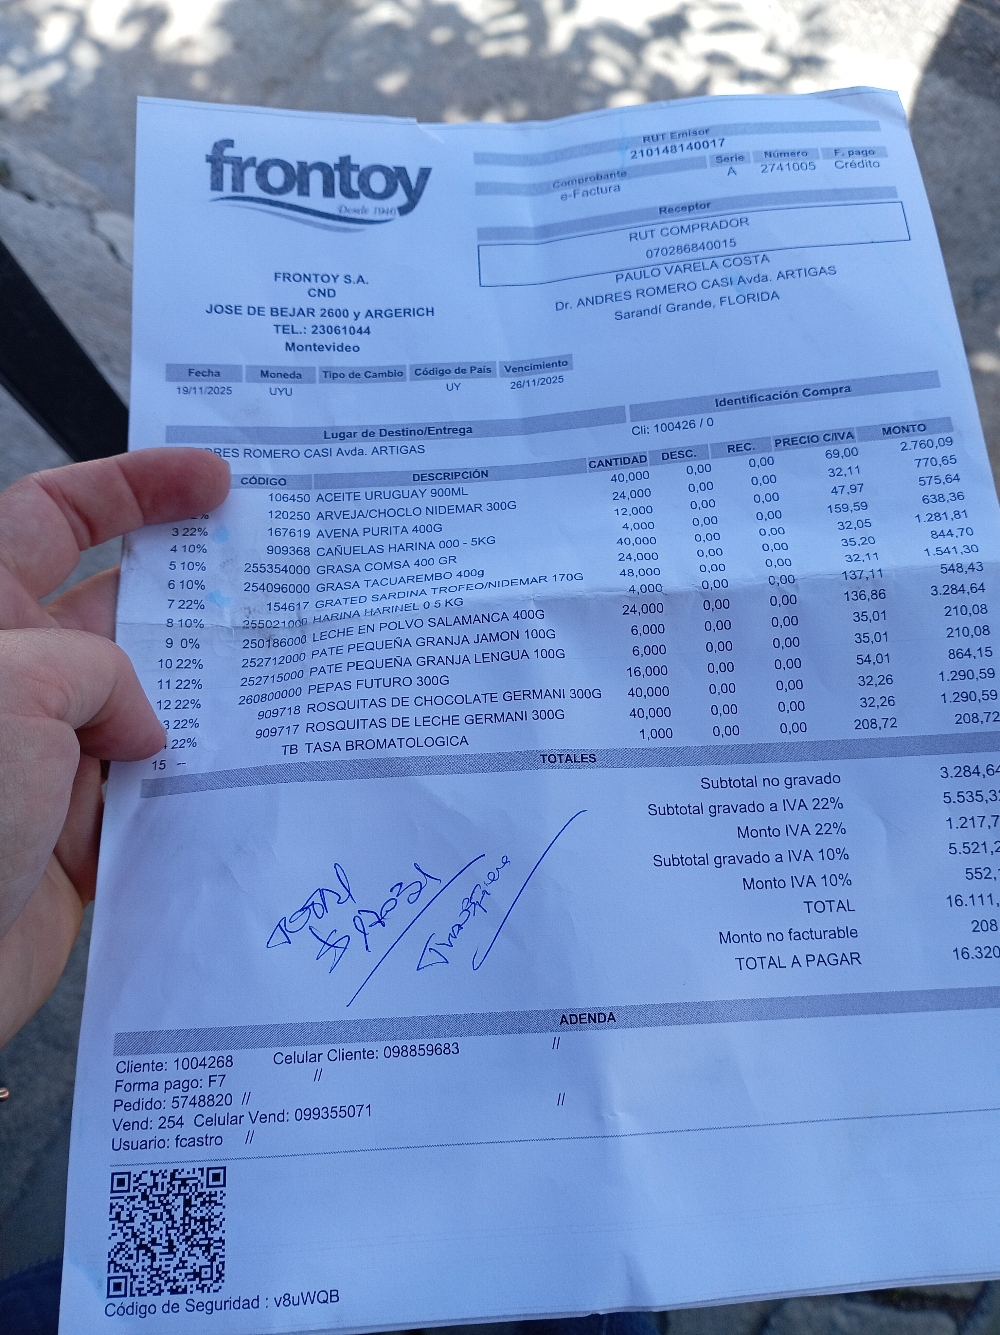 frontoy
Desde 1940
RUT Emisor
210148140017
Comprobante Serie Número F. pago
e-Factura A 2741005 Crédito
Receptor
RUT COMPRADOR
070286840015
PAULO VARELA COSTA
Dr. ANDRES ROMERO CASI Avda. ARTIGAS
Sarandí Grande, FLORIDA
FRONTOY S.A.
CND
JOSE DE BEJAR 2600 y ARGERICH
TEL.: 23061044
Montevideo
Fecha Moneda Tipo de Cambio Código de País Vencimiento
19/11/2025 UYU UY 26/11/2025
Lugar de Destino/Entrega Identificación Compra
DRES ROMERO CASI Avda. ARTIGAS Cli: 100426 / 0
CÓDIGO DESCRIPCIÓN CANTIDAD DESC. REC. PRECIO C/IVA MONTO
106450 ACEITE URUGUAY 900ML 40,000 0,00 0,00 69,00 2.760,09
120250 ARVEJA/CHOCLO NIDEMAR 300G 24,000 0,00 0,00 32,11 770,65
3 22% 167619 AVENA PURITA 400G 12,000 0,00 0,00 47,97 575,64
4 10% 909368 CAÑUELAS HARINA 000 - 5KG 4,000 0,00 0,00 159,59 638,36
5 10% 255354000 GRASA COMSA 400 GR 40,000 0,00 0,00 32,05 1.281,81
6 10% 254096000 GRASA TACUAREMBO 400g 24,000 0,00 0,00 35,20 844,70
7 22% 154617 GRATED SARDINA TROFEO/NIDEMAR 170G 48,000 0,00 0,00 32,11 1.541,30
8 10% 255021000 HARINA HARINEL 0 5 KG 4,000 0,00 0,00 137,11 548,43
9 0% 250186000 LECHE EN POLVO SALAMANCA 400G 24,000 0,00 0,00 136,86 3.284,64
10 22% 252712000 PATE PEQUEÑA GRANJA JAMON 100G 6,000 0,00 0,00 35,01 210,08
11 22% 252715000 PATE PEQUEÑA GRANJA LENGUA 100G 6,000 0,00 0,00 35,01 210,08
12 22% 260800000 PEPAS FUTURO 300G 16,000 0,00 0,00 54,01 864,15
3 22% 909718 ROSQUITAS DE CHOCOLATE GERMANI 300G 40,000 0,00 0,00 32,26 1.290,59
22% 909717 ROSQUITAS DE LECHE GERMANI 300G 40,000 0,00 0,00 32,26 1.290,59
15 -- TB TASA BROMATOLOGICA 1,000 0,00 0,00 208,72 208,72
TOTALES
Subtotal no gravado 3.284,64
Subtotal gravado a IVA 22% 5.535,3
Monto IVA 22% 1.217,7
Subtotal gravado a IVA 10% 5.521,2
Monto IVA 10% 552,
TOTAL 16.111,
Monto no facturable 208
TOTAL A PAGAR 16.320
ADENDA
Cliente: 1004268 Celular Cliente: 098859683 //
Forma pago: F7 //
Pedido: 5748820 // //
Vend: 254 Celular Vend: 099355071
Usuario: fcastro //
Código de Seguridad : v8uWQB